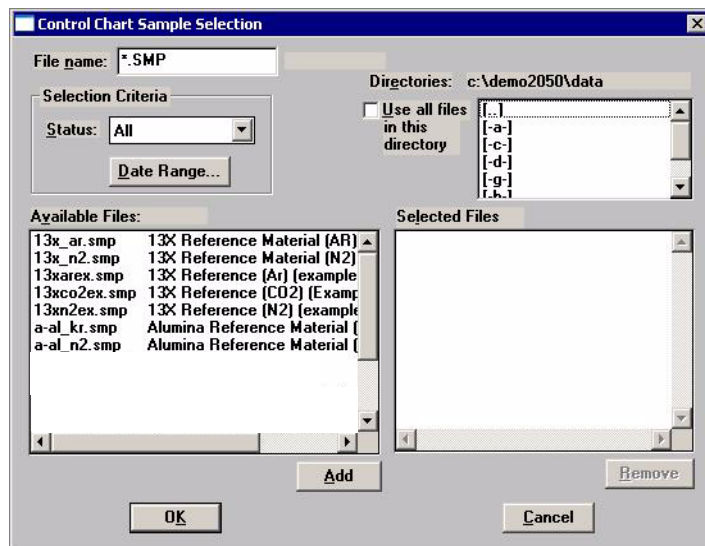 Control Chart Sample Selection
File name: *.SMP
Directories: c:\demo2050\data
Selection Criteria
Status: All
Date Range...
Use all files
in this
directory
[..]
[-a-]
[-c-]
[-d-]
[-g-]
[-h-]
Available Files:
13x_ar.smp 13X Reference Material (AR)
13x_n2.smp 13X Reference Material (N2)
13xarex.smp 13X Reference (Ar) (example
13xco2ex.smp 13X Reference (CO2) (Examp
13xn2ex.smp 13X Reference (N2) (example
a-al_kr.smp Alumina Reference Material (
a-al_n2.smp Alumina Reference Material (
Selected Files
Add
Remove
OK
Cancel